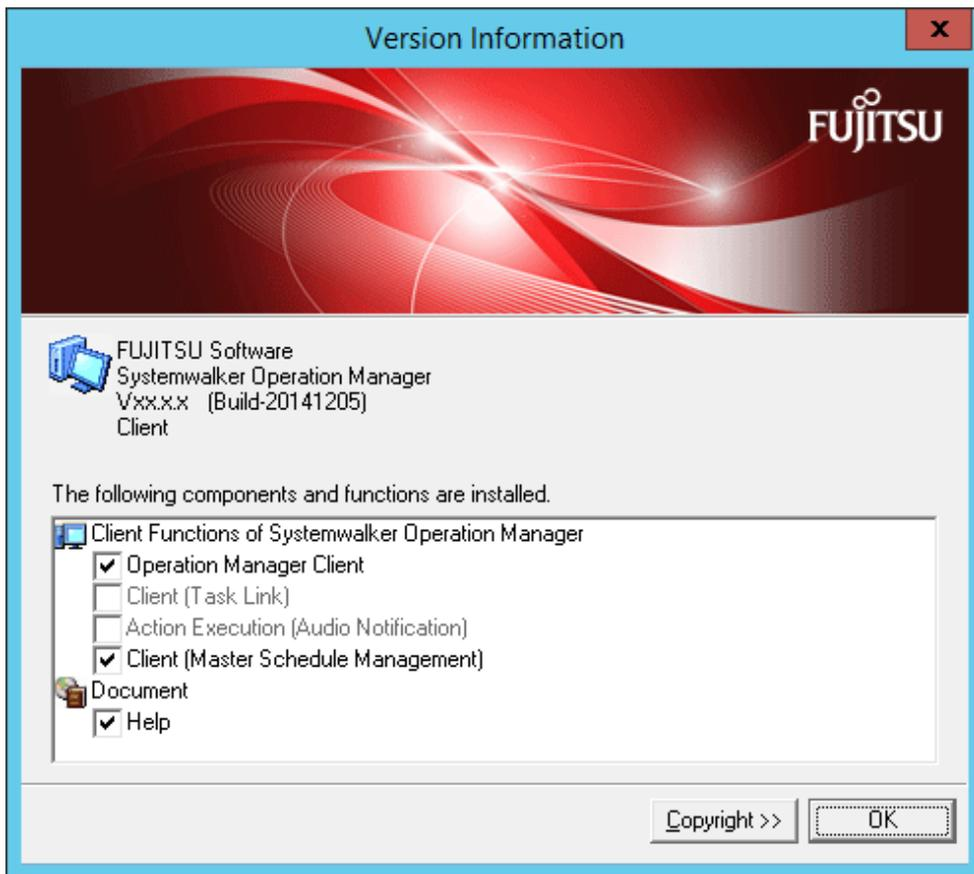 Version Information
x
FUJITSU
FUJITSU Software
Systemwalker Operation Manager
Vxx.x.x (Build-20141205)
Client
The following components and functions are installed.
Client Functions of Systemwalker Operation Manager
Operation Manager Client
Client (Task Link)
Action Execution (Audio Notification)
Client (Master Schedule Management)
Document
Help
Copyright >>
OK